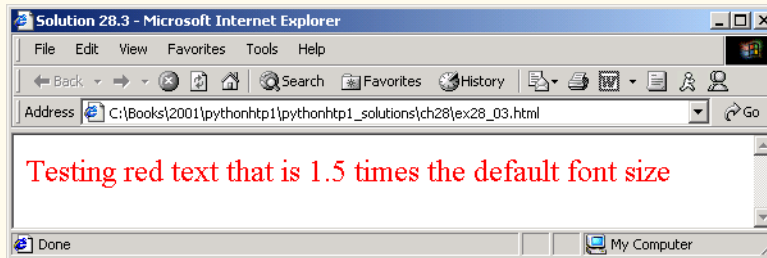 Solution 28.3 - Microsoft Internet Explorer
File Edit View Favorites Tools Help
Back Search Favorites History
Address C:\Books\2001\pythonhtp1\pythonhtp1_solutions\ch28\ex28_03.html Go
Testing red text that is 1.5 times the default font size
Done My Computer